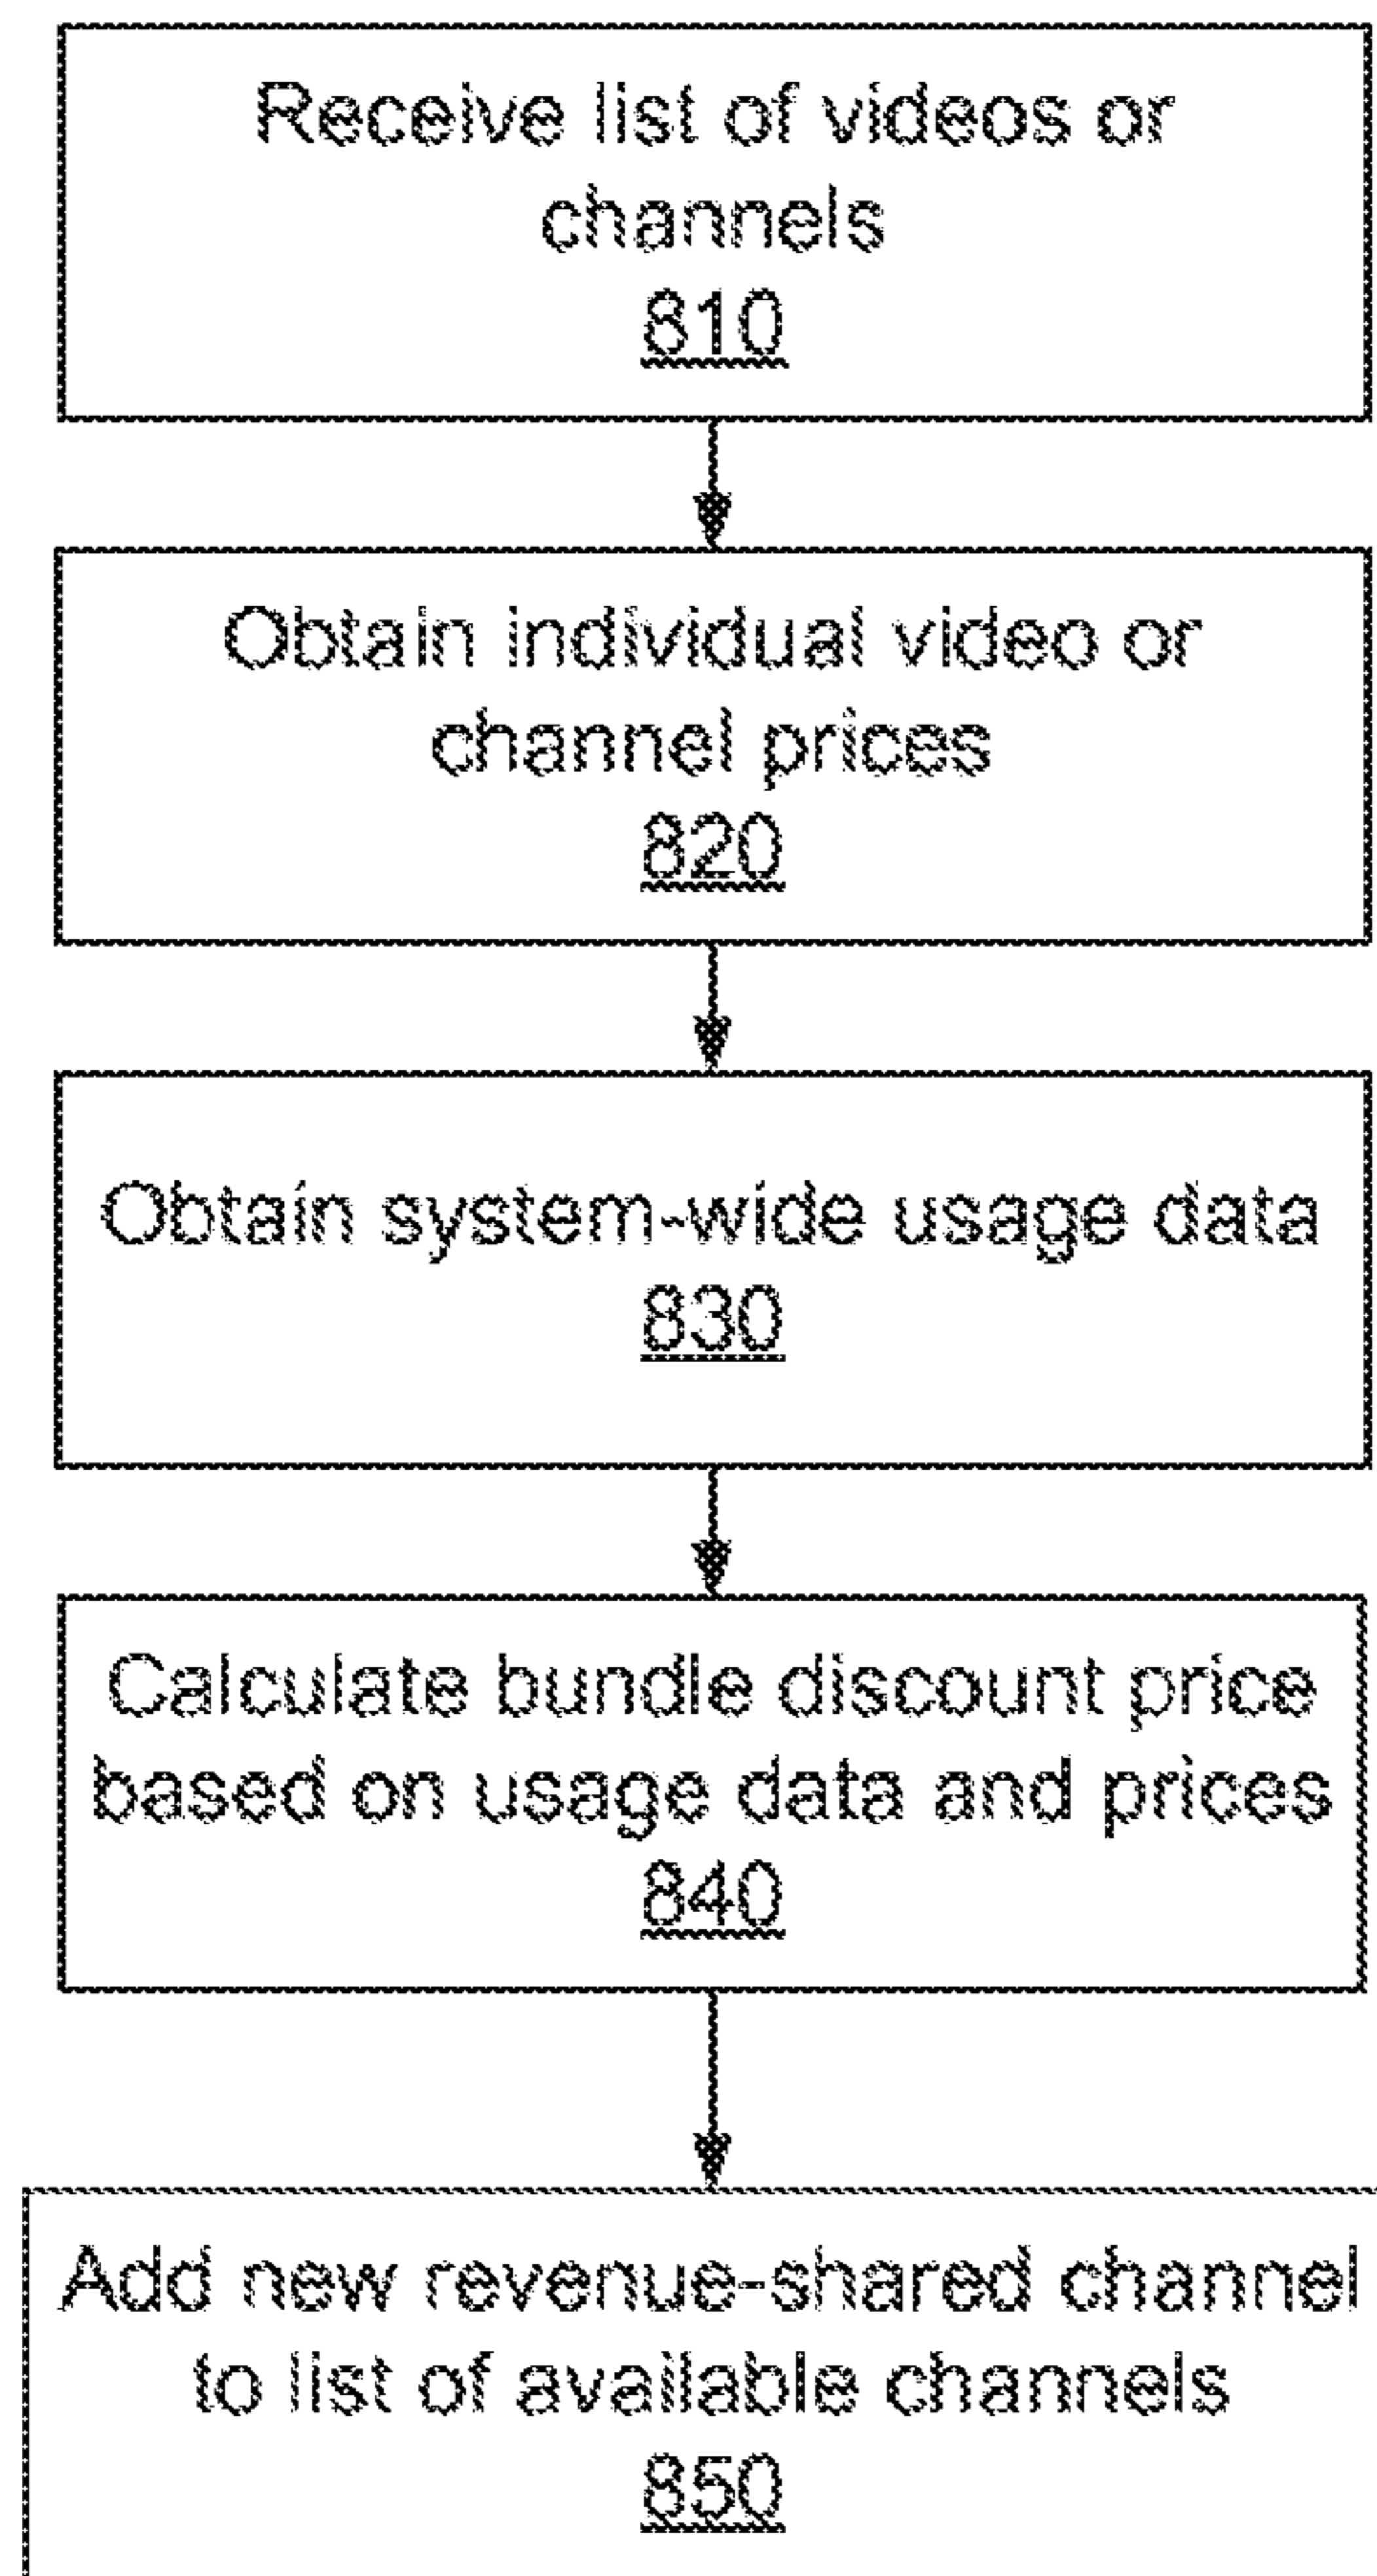 Receive list of videos or
channels
810
Obtain individual video or
channel prices
820
Obtain system-wide usage data
830
Calculate bundle discount price
based on usage data and prices
840
Add new revenue-shared channel
to list of available channels
850